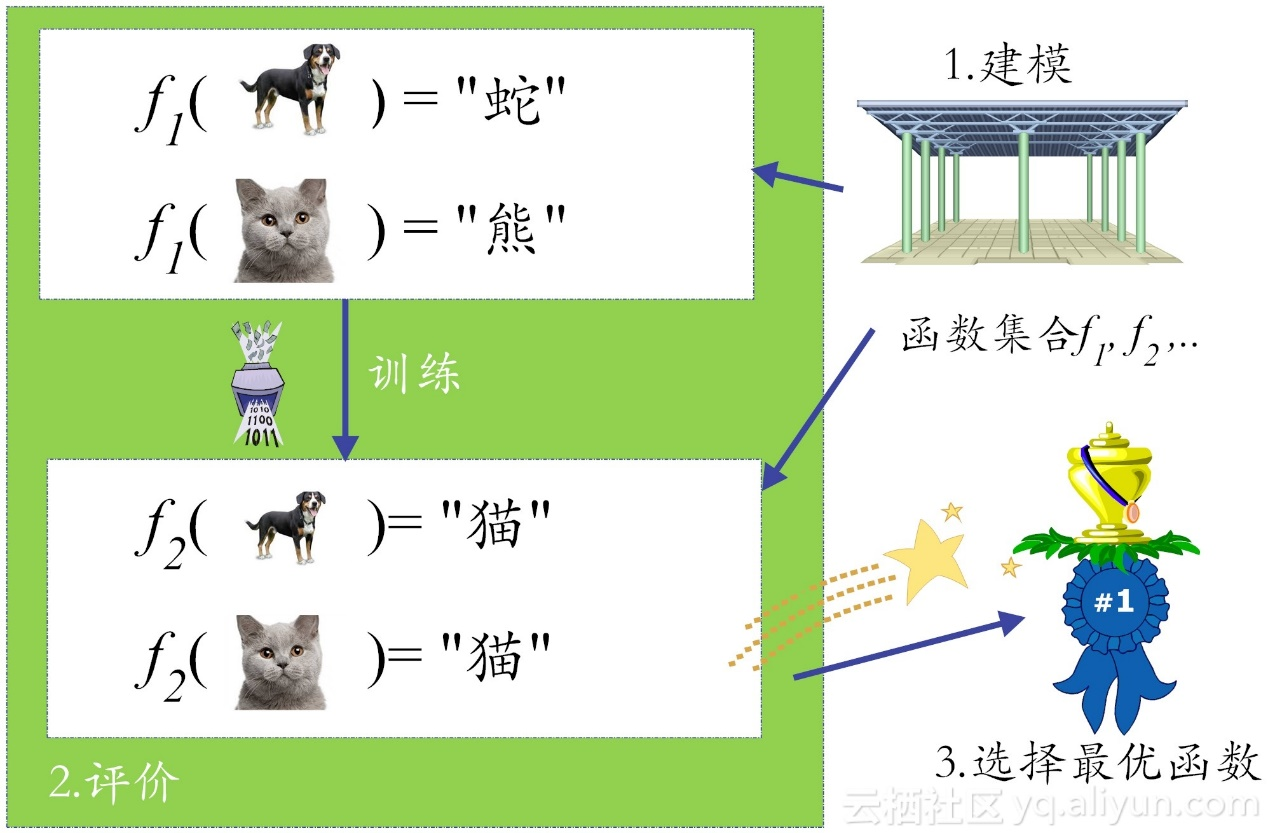 f1( ) = "蛇"
f1( ) = "熊"
训练
1010
1100
1011
f2( )= "猫"
f2( )= "猫"
2.评价
1.建模
函数集合f1,f2,..
#1
3.选择最优函数
云栖社区 yq.aliyun.com